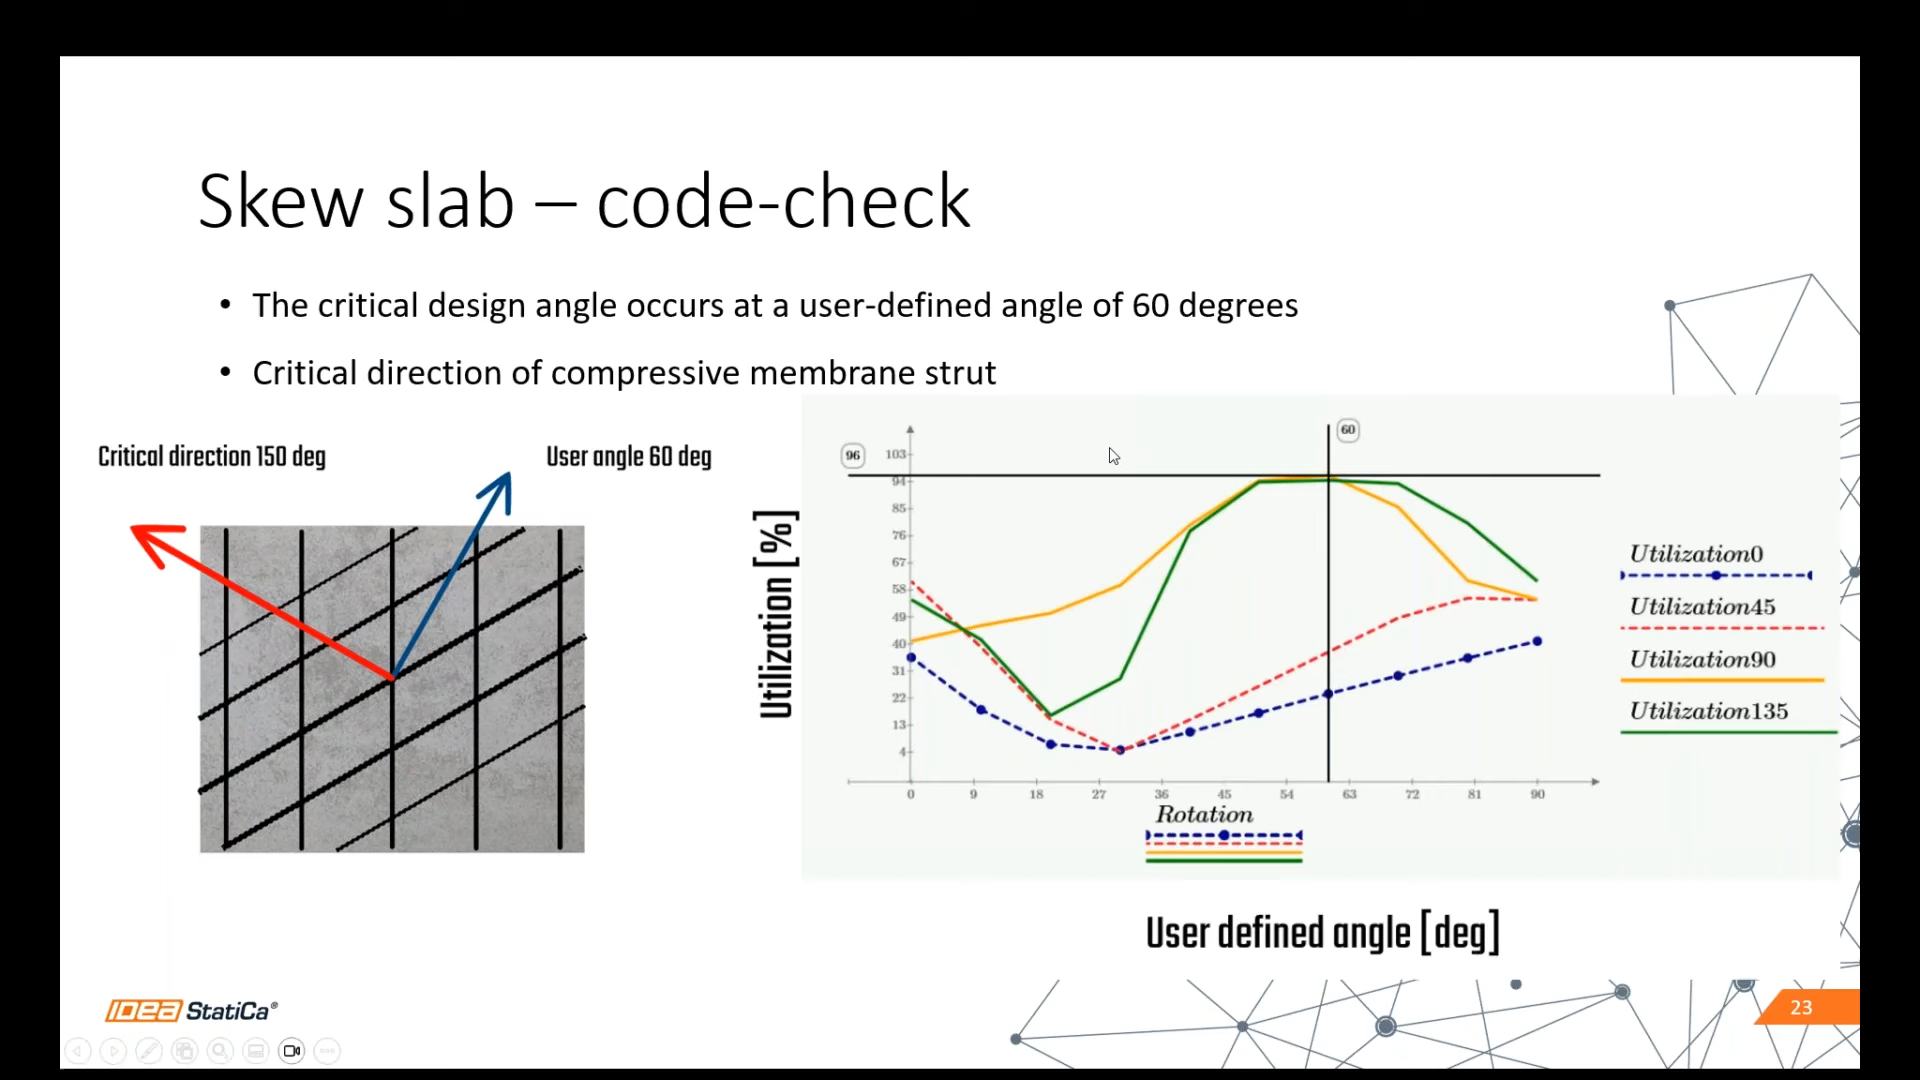 Skew slab – code-check
• The critical design angle occurs at a user-defined angle of 60 degrees
• Critical direction of compressive membrane strut
Critical direction 150 deg
User angle 60 deg
Utilization [%]
96
60
103
94
85
76
67
58
49
40
31
22
13
4
0 9 18 27 36 45 54 63 72 81 90
Rotation
Utilization0
Utilization45
Utilization90
Utilization135
User defined angle [deg]
IDEA StatiCa®
23